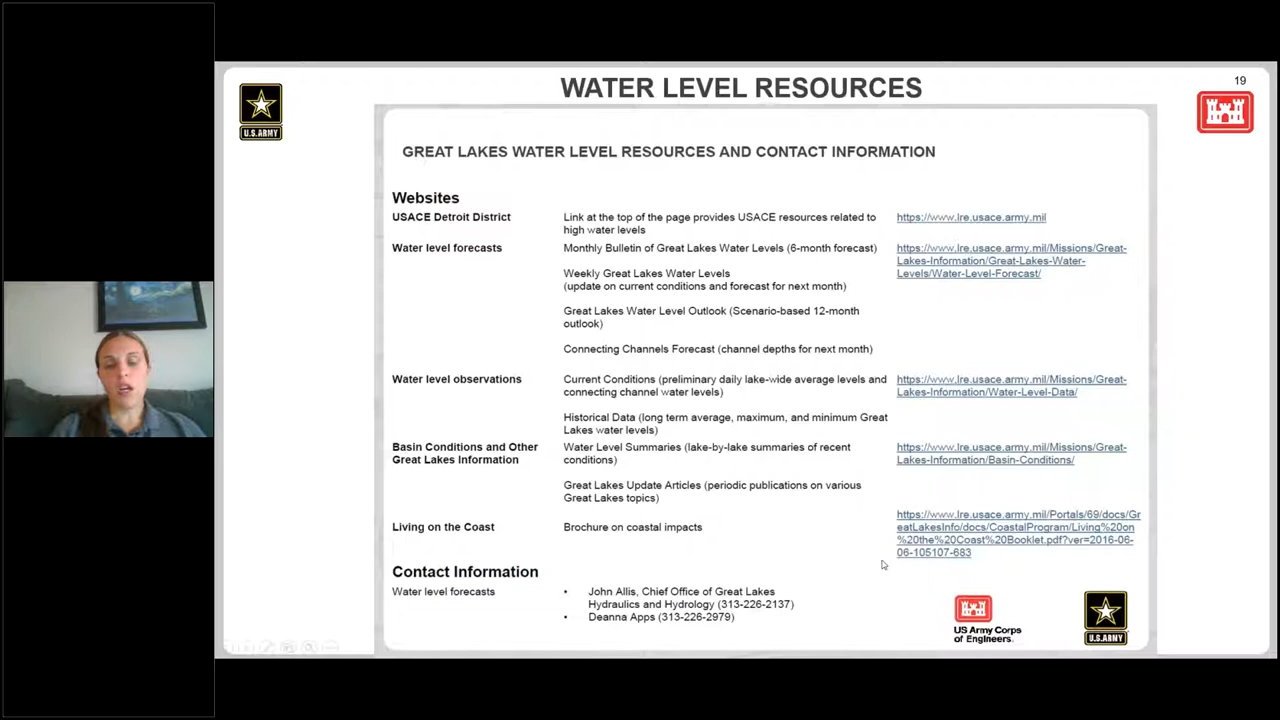 WATER LEVEL RESOURCES
19
U.S.ARMY
GREAT LAKES WATER LEVEL RESOURCES AND CONTACT INFORMATION
Websites
USACE Detroit District
Link at the top of the page provides USACE resources related to
high water levels
https://www.lre.usace.army.mil
Water level forecasts
Monthly Bulletin of Great Lakes Water Levels (6-month forecast)
https://www.lre.usace.army.mil/Missions/Great-
Lakes-Information/Great-Lakes-Water-
Levels/Water-Level-Forecast/
Weekly Great Lakes Water Levels
(update on current conditions and forecast for next month)
Great Lakes Water Level Outlook (Scenario-based 12-month
outlook)
Connecting Channels Forecast (channel depths for next month)
Water level observations
Current Conditions (preliminary daily lake-wide average levels and
connecting channel water levels)
https://www.lre.usace.army.mil/Missions/Great-
Lakes-Information/Water-Level-Data/
Historical Data (long term average, maximum, and minimum Great
Lakes water levels)
Basin Conditions and Other
Great Lakes Information
Water Level Summaries (lake-by-lake summaries of recent
conditions)
https://www.lre.usace.army.mil/Missions/Great-
Lakes-Information/Basin-Conditions/
Great Lakes Update Articles (periodic publications on various
Great Lakes topics)
Living on the Coast
Brochure on coastal impacts
https://www.lre.usace.army.mil/Portals/69/docs/Gr
eatLakesInfo/docs/CoastalProgram/Living%20on
%20the%20Coast%20Booklet.pdf?ver=2016-06-
06-105107-683
Contact Information
Water level forecasts
• John Allis, Chief Office of Great Lakes
Hydraulics and Hydrology (313-226-2137)
• Deanna Apps (313-226-2979)
US Army Corps
of Engineers.
U.S.ARMY